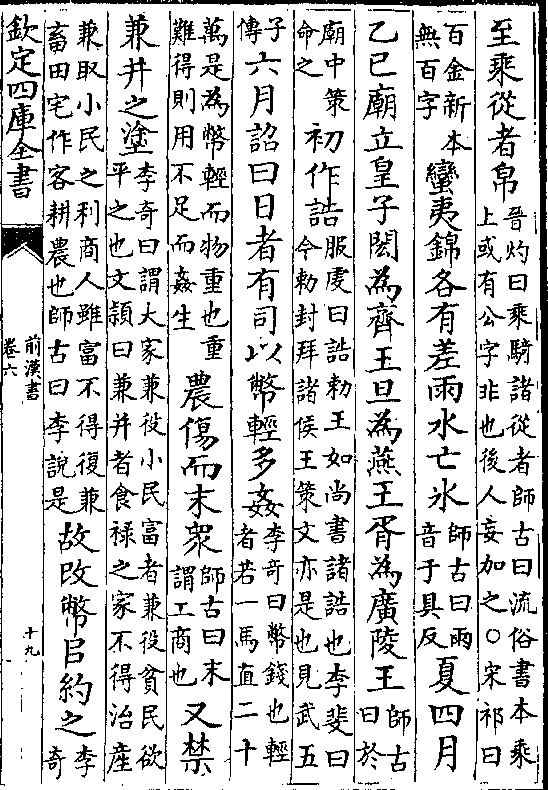 至乘從者帛晉灼曰乘騎諸從者師古曰流俗書本乘上或有公字非也後人妄加之○宋祁曰
百金新本無百字蠻夷錦各有差雨水亡氷師古曰雨音于具反夏四月
乙巳廟立皇子閎為齊王旦為燕王胥為廣陵王師古曰於
廟中策命之初作誥服虔曰誥勅王如尚書諸誥也李斐曰今勅封拜諸侯王策文亦是也見武五
子傳六月詔曰日者有司以幣輕多姦李奇曰幣錢也輕者若一馬直二十
萬是為幣輕而物重也重難得則用不足而姦生農傷而末衆師古曰末謂工商也又禁
兼并之塗李奇曰謂大家兼役小民富者兼役貧民欲平之也文頴曰兼并者食禄之家不得治産
兼取小民之利商人雖富不得復兼畜田宅作客耕農也師古曰李說是故改幣㠯約之李奇
欽定四庫全書
前漢書
卷六
十九